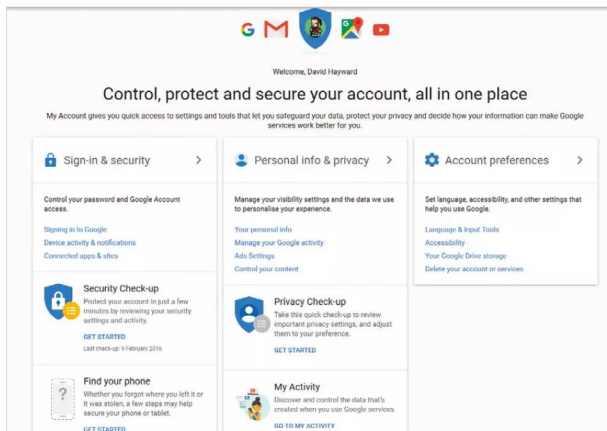 Welcome, David Hayward
Control, protect and secure your account, all in one place
My Account gives you quick access to settings and tools that let you safeguard your data, protect your privacy and decide how your information can make Google
services work better for you.
Sign-in & security
Control your password and Google Account
access.
Signing in to Google
Device activity & notifications
Connected apps & sites
Security Check-up
Protect your account in just a few
minutes by reviewing your security
settings and activity.
GET STARTED
Last check-up: 9 February 2016
Find your phone
Whether you forgot where you left it or
it was stolen, a few steps may help
secure your phone or tablet.
GET STARTED
Personal info & privacy
Manage your visibility settings and the data we use
to personalise your experience.
Your personal info
Manage your Google activity
Ads Settings
Control your content
Privacy Check-up
Take this quick check-up to review
important privacy settings, and adjust
them to your preference.
GET STARTED
My Activity
Discover and control the data that's
created when you use Google services
GO TO MY ACTIVITY
Account preferences
Set language, accessibility, and other settings that
help you use Google.
Language & Input Tools
Accessibility
Your Google Drive storage
Delete your account or services